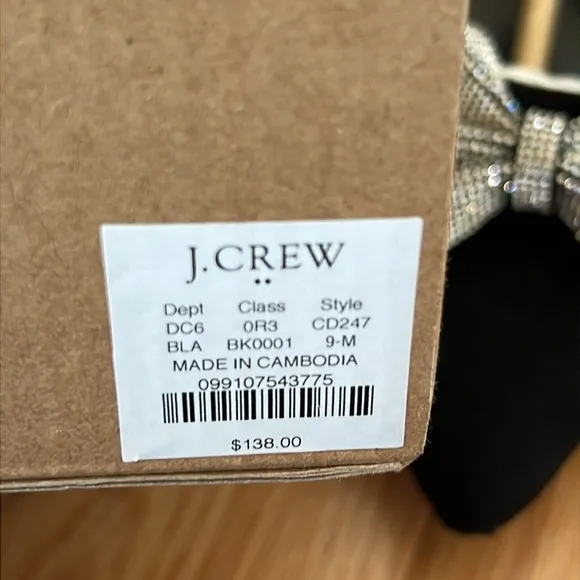 J.CREW
Dept Class Style
DC6 0R3 CD247
BLA BK0001 9-M
MADE IN CAMBODIA
099107543775
$138.00